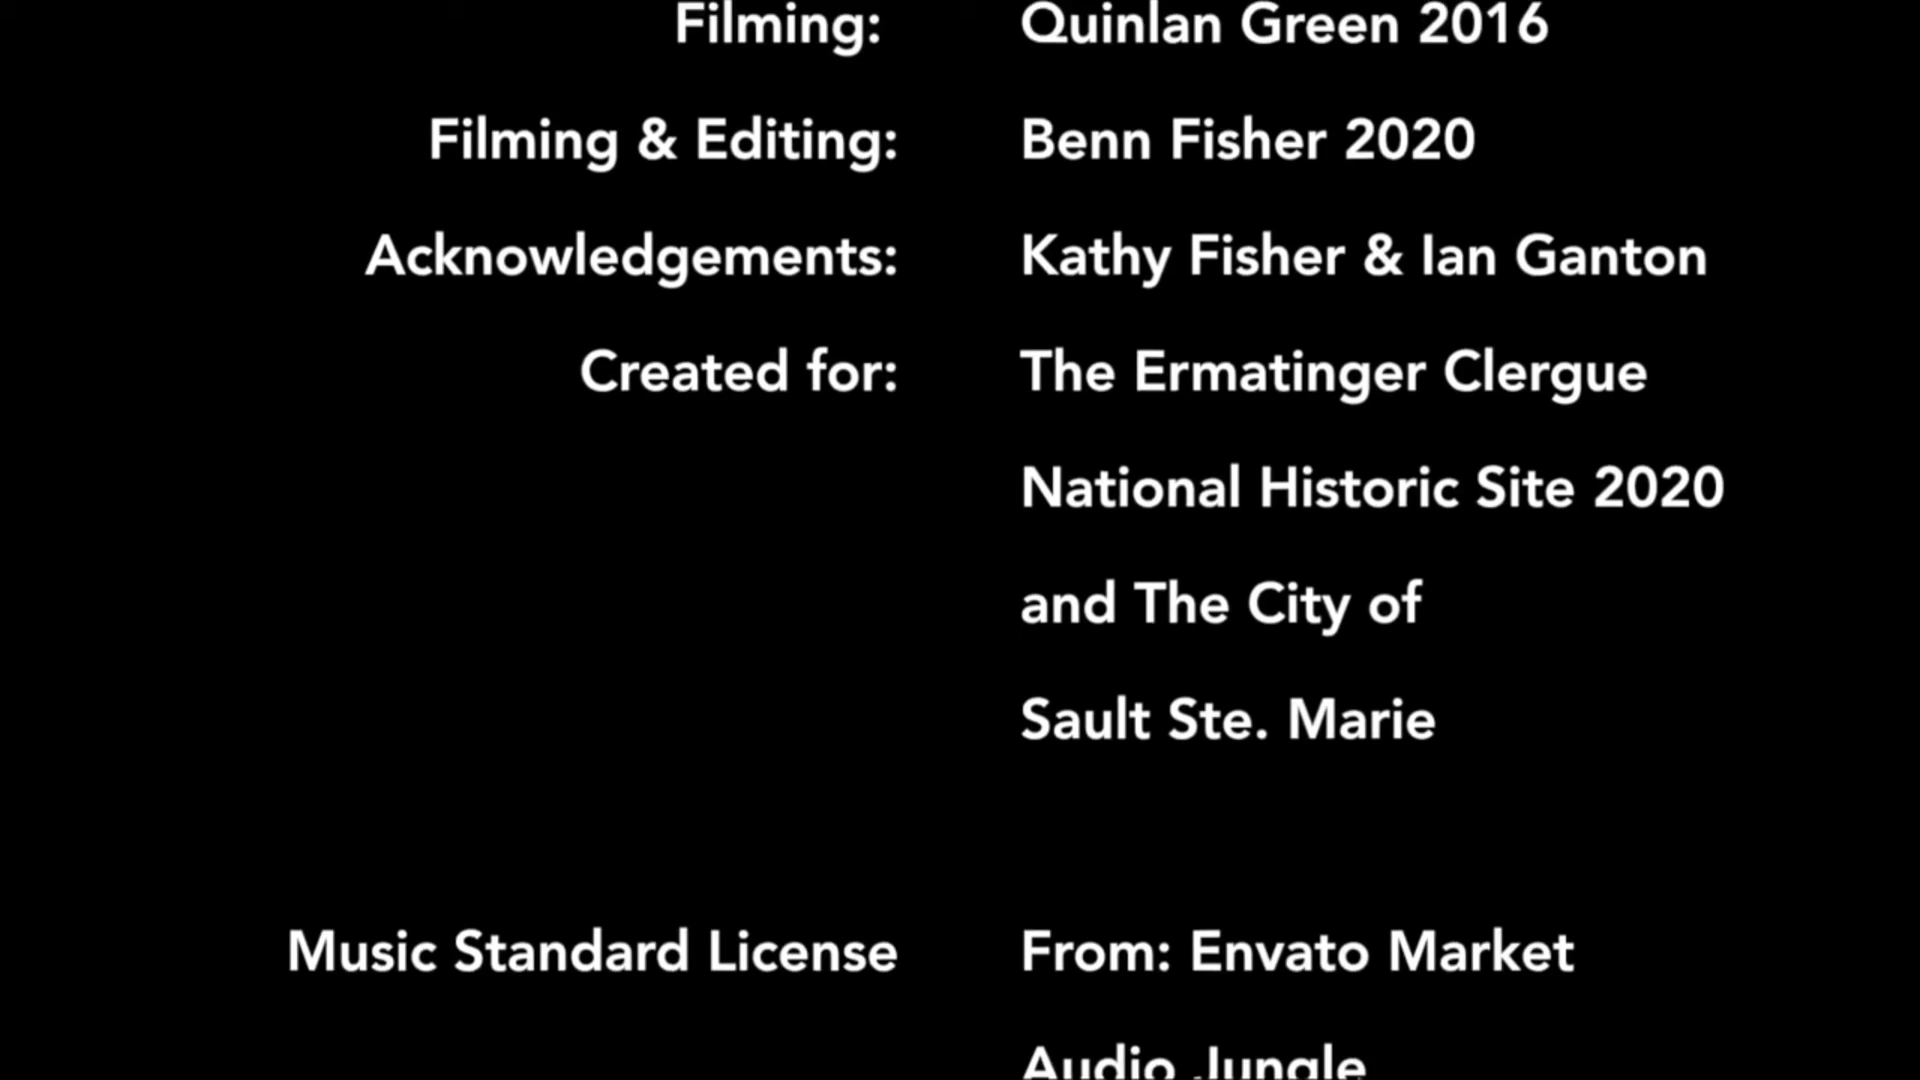 Filming: Quinlan Green 2016
Filming & Editing: Benn Fisher 2020
Acknowledgements: Kathy Fisher & Ian Ganton
Created for: The Ermatinger Clergue
National Historic Site 2020
and The City of
Sault Ste. Marie
Music Standard License From: Envato Market
Audio Jungle